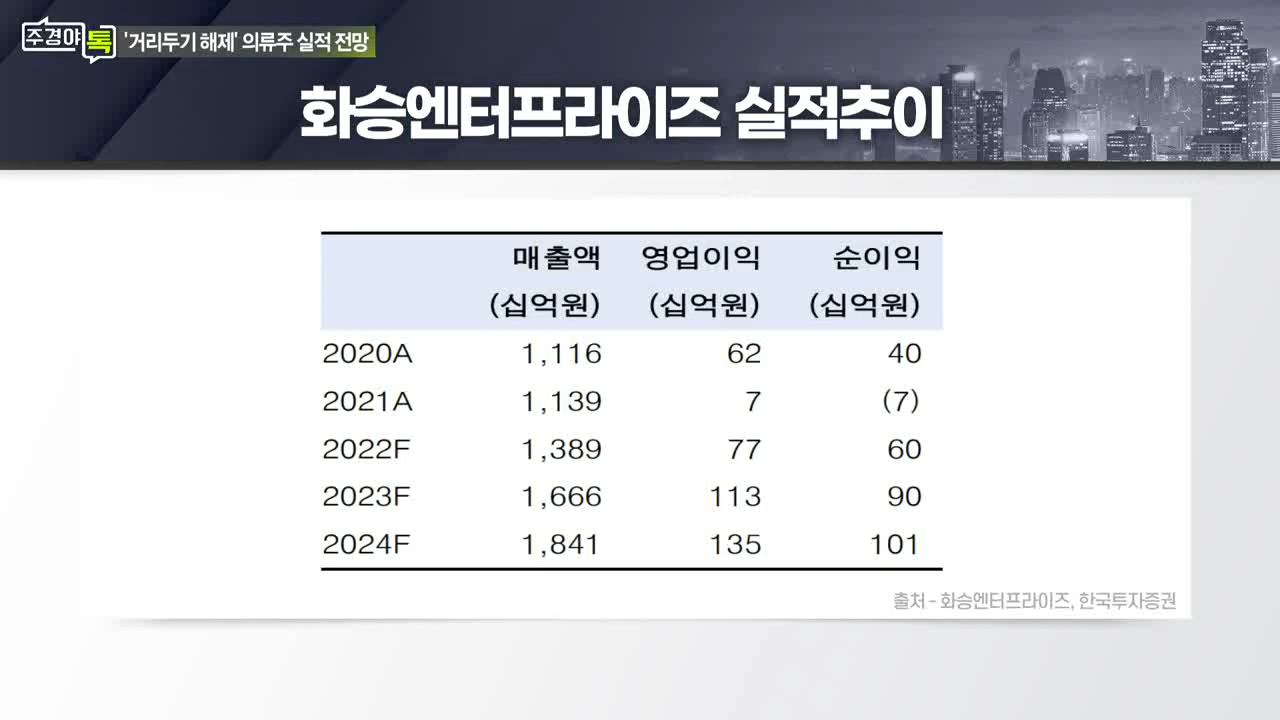 주경야톡 '거리두기 해제' 의류주 실적 전망
화승엔터프라이즈 실적추이
매출액 영업이익 순이익
(십억원) (십억원) (십억원)
2020A 1,116 62 40
2021A 1,139 7 (7)
2022F 1,389 77 60
2023F 1,666 113 90
2024F 1,841 135 101
출처 - 화승엔터프라이즈, 한국투자증권